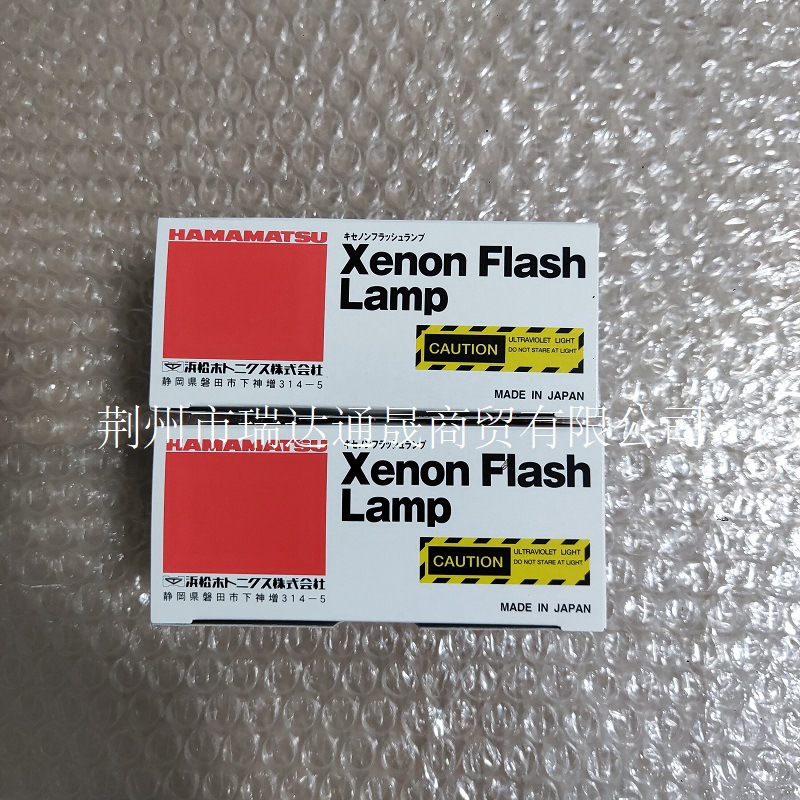 HAMAMATSU
キセノンフラッシュランプ
Xenon Flash
Lamp
CAUTION
ULTRAVIOLET LIGHT
DO NOT STARE AT LIGHT
浜松ホトニクス株式会社
静岡県磐田市下神増314-5
MADE IN JAPAN
荆州市瑞达通晟商贸有限公司
HAMAMATSU
キセノンフラッシュランプ
Xenon Flash
Lamp
CAUTION
ULTRAVIOLET LIGHT
DO NOT STARE AT LIGHT
浜松ホトニクス株式会社
静岡県磐田市下神増314-5
MADE IN JAPAN